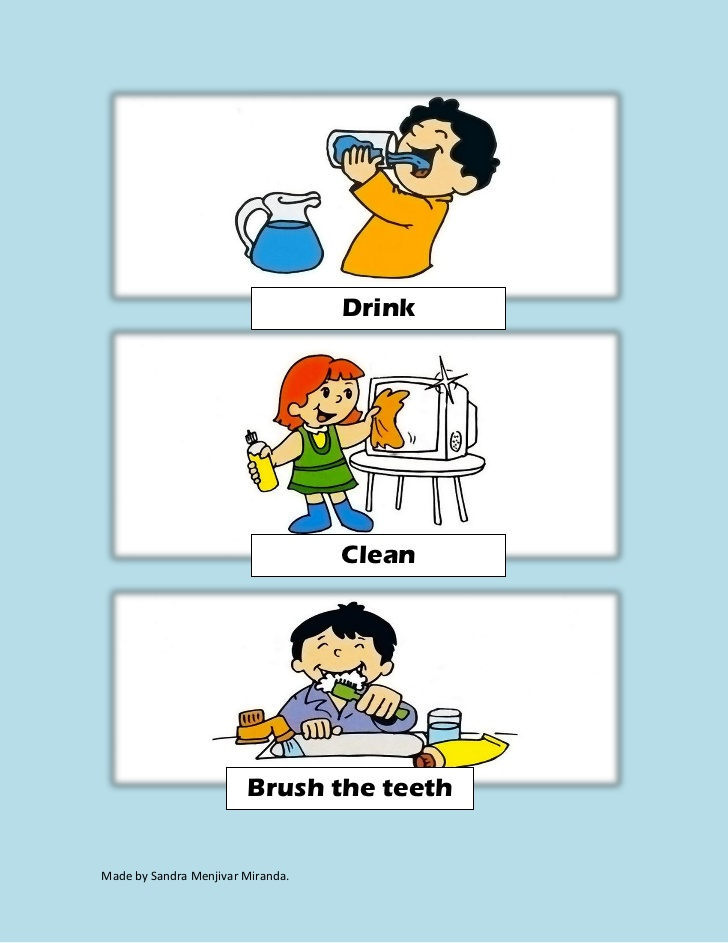 Drink
Clean
Brush the teeth
Made by Sandra Menjivar Miranda.